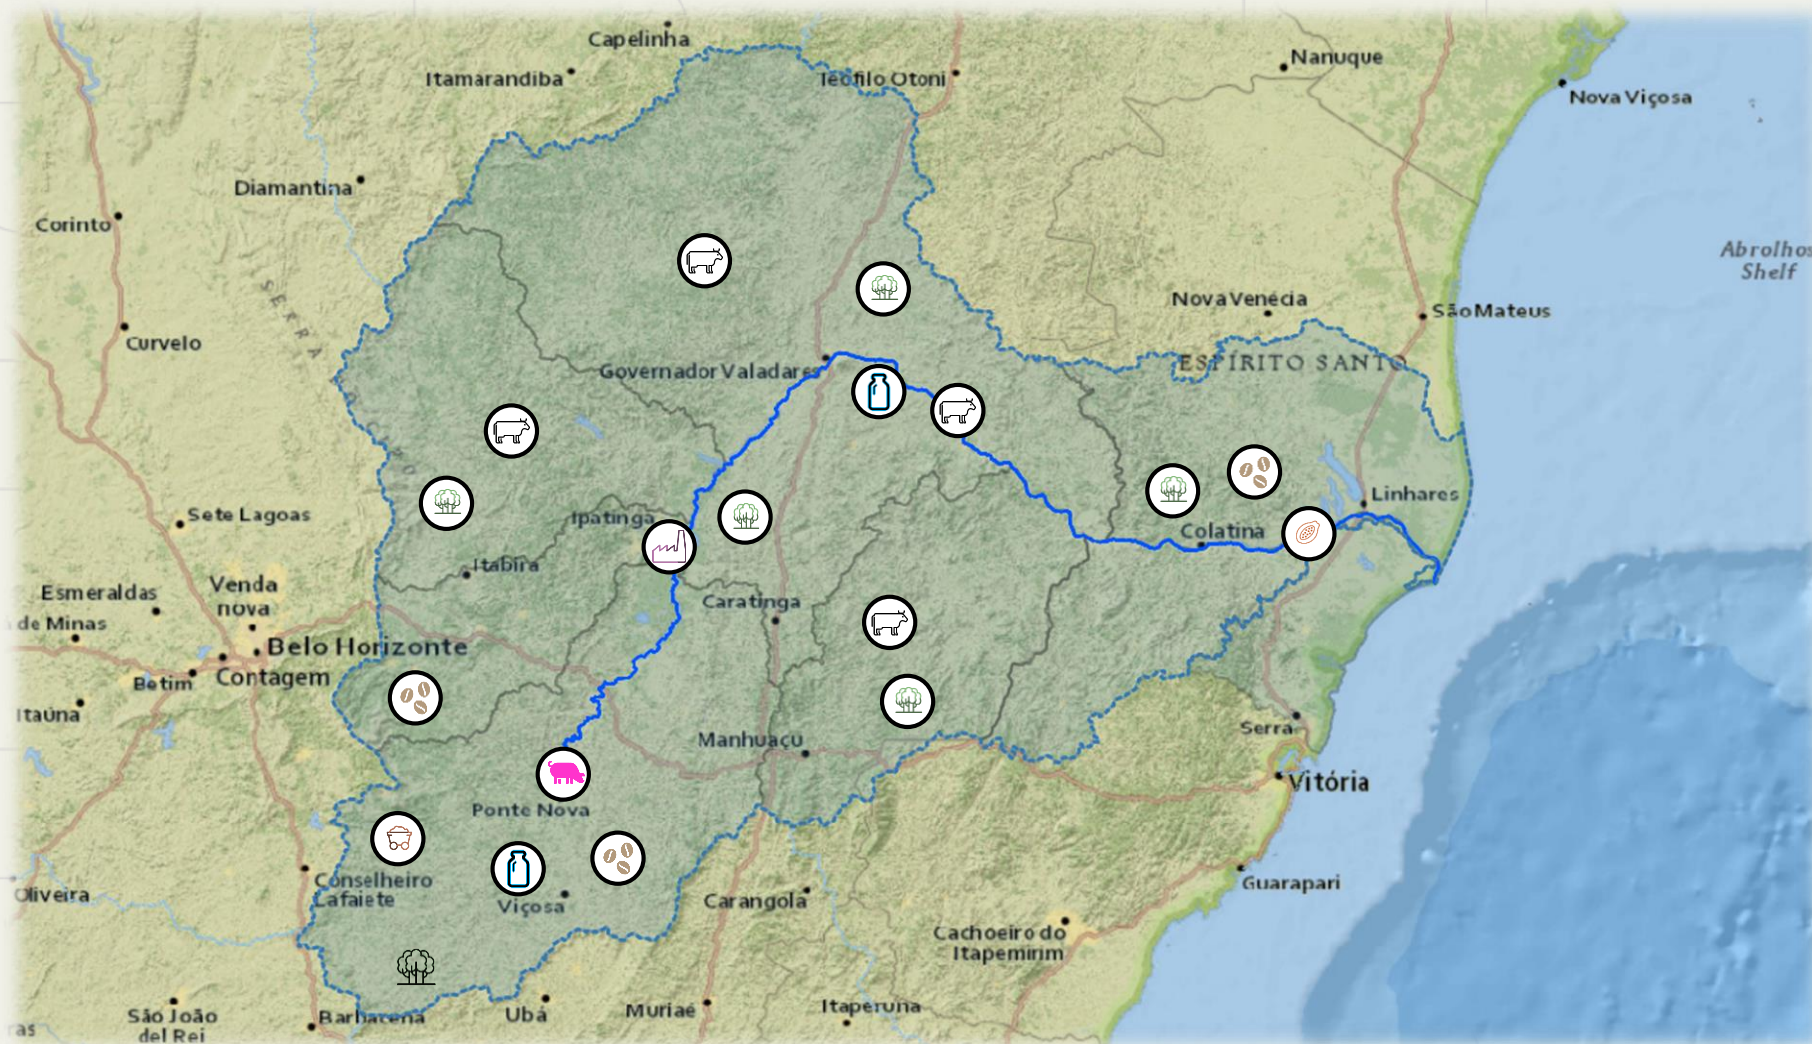 Capelinha
Itamarandiba
Teófilo Otoni
Nanuque
Nova Viçosa
Diamantina
Corinto
Abrolhos
Shelf
SERRA
Nova Venécia
São Mateus
Curvelo
ESPÍRITO SANTO
Governador Valadares
Sete Lagoas
Ipatinga
Linhares
Colatina
Itabira
Venda
nova
Esmeraldas
Caratinga
de Minas
Belo Horizonte
Contagem
Betim
Itaúna
Serra
Manhuaçu
Vitória
Ponte Nova
Conselheiro
Lafaiete
Oliveira
Viçosa
Carangola
Guarapari
Cachoeiro do
Itapemirim
São João
del Rei
Barbacena
Ubá
Muriaé
Itaperuna
ras